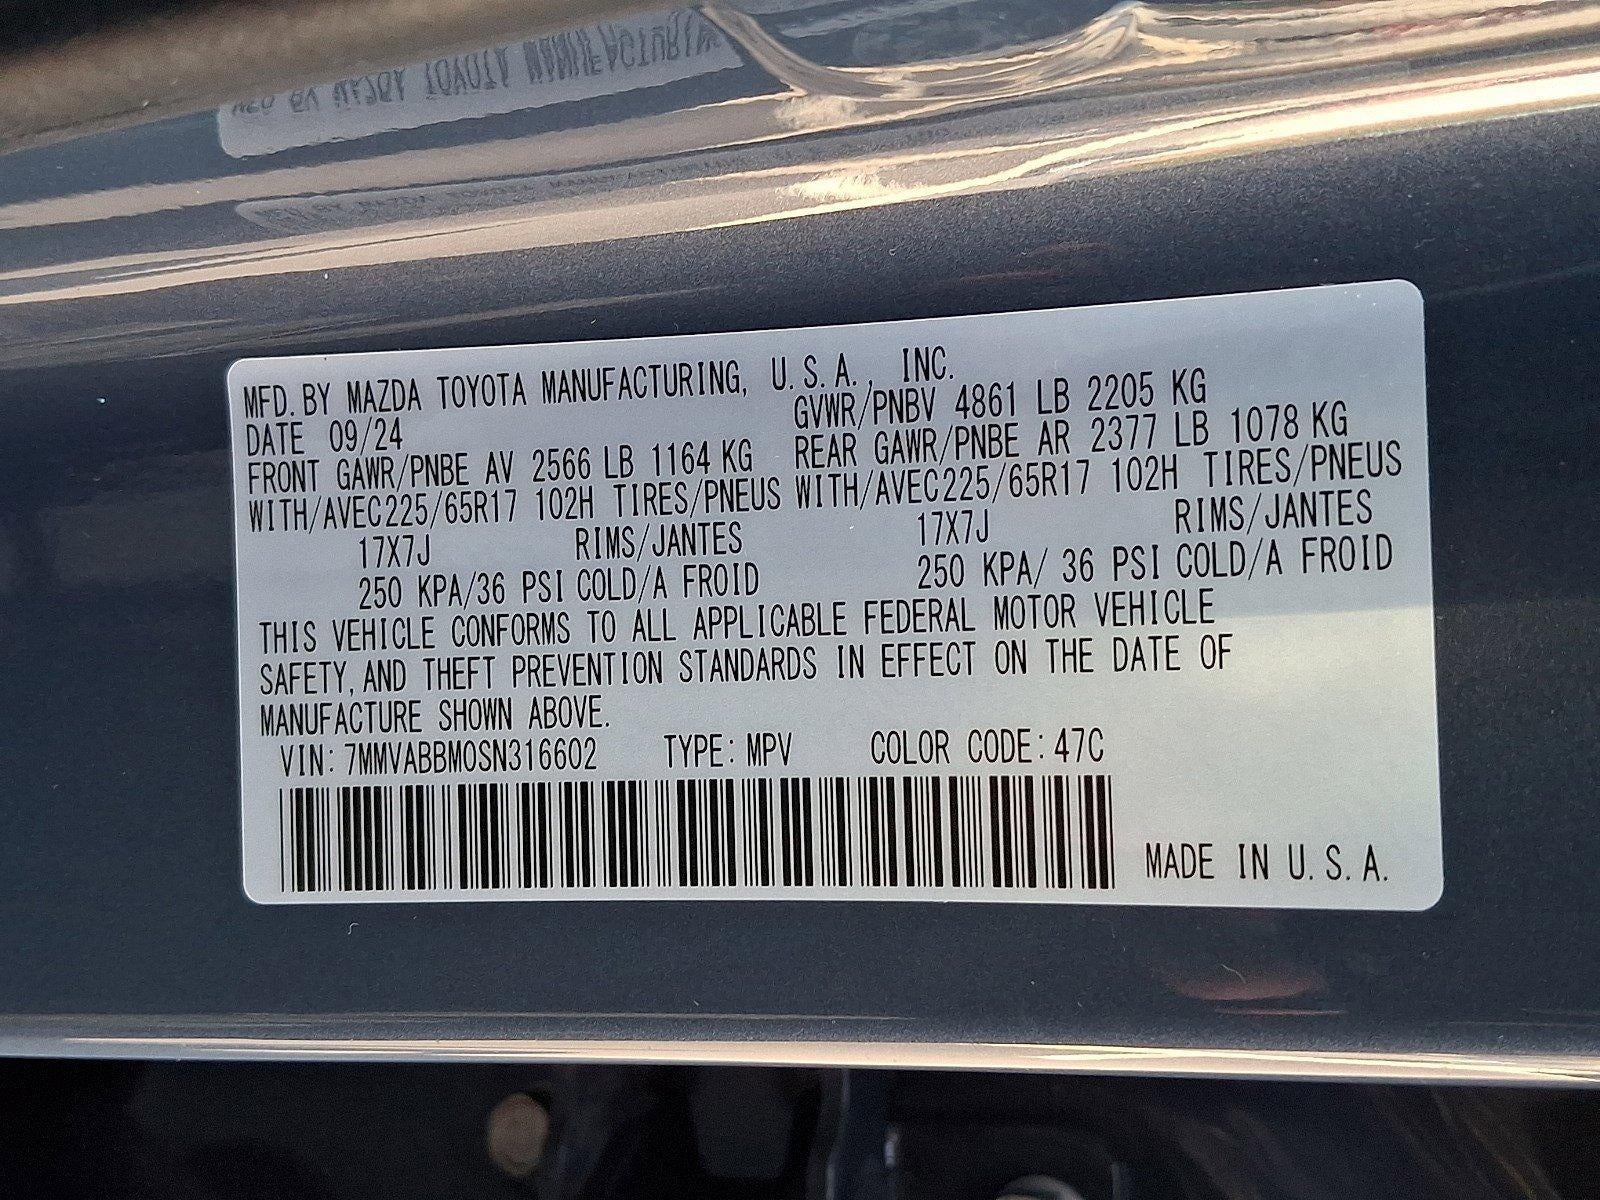 MFD. BY MAZDA TOYOTA MANUFACTURING, U.S.A., INC.
DATE 09/24 GVWR/PNBV 4861 LB 2205 KG
FRONT GAWR/PNBE AV 2566 LB 1164 KG REAR GAWR/PNBE AR 2377 LB 1078 KG
WITH/AVEC225/65R17 102H TIRES/PNEUS WITH/AVEC225/65R17 102H TIRES/PNEUS
17X7J RIMS/JANTES 17X7J RIMS/JANTES
250 KPA/36 PSI COLD/A FROID 250 KPA/ 36 PSI COLD/A FROID
THIS VEHICLE CONFORMS TO ALL APPLICABLE FEDERAL MOTOR VEHICLE
SAFETY, AND THEFT PREVENTION STANDARDS IN EFFECT ON THE DATE OF
MANUFACTURE SHOWN ABOVE.
VIN: 7MMVABBM0SN316602 TYPE: MPV COLOR CODE: 47C
MADE IN U.S.A.